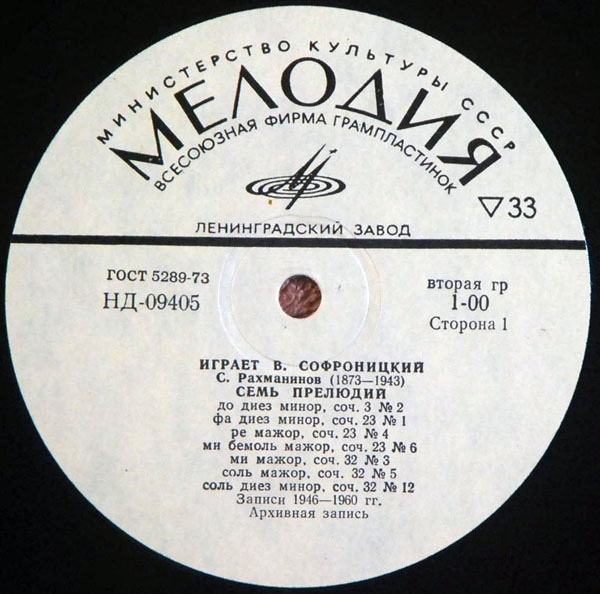 МИНИСТЕРСТВО КУЛЬТУРЫ СССР
МЕЛОДИЯ
ВСЕСОЮЗНАЯ ФИРМА ГРАМПЛАСТИНОК
▽33
ЛЕНИНГРАДСКИЙ ЗАВОД
ГОСТ 5289-73
НД-09405
вторая гр
1-00
Сторона 1
ИГРАЕТ В. СОФРОНИЦКИЙ
С. Рахманинов (1873—1943)
СЕМЬ ПРЕЛЮДИЙ
до диез минор, соч. 3 № 2
фа диез минор, соч. 23 № 1
ре мажор, соч. 23 № 4
ми бемоль мажор, соч. 23 № 6
ми мажор, соч. 32 № 3
соль мажор, соч. 32 № 5
соль диез минор, соч. 32 № 12
Записи 1946—1960 гг.
Архивная запись